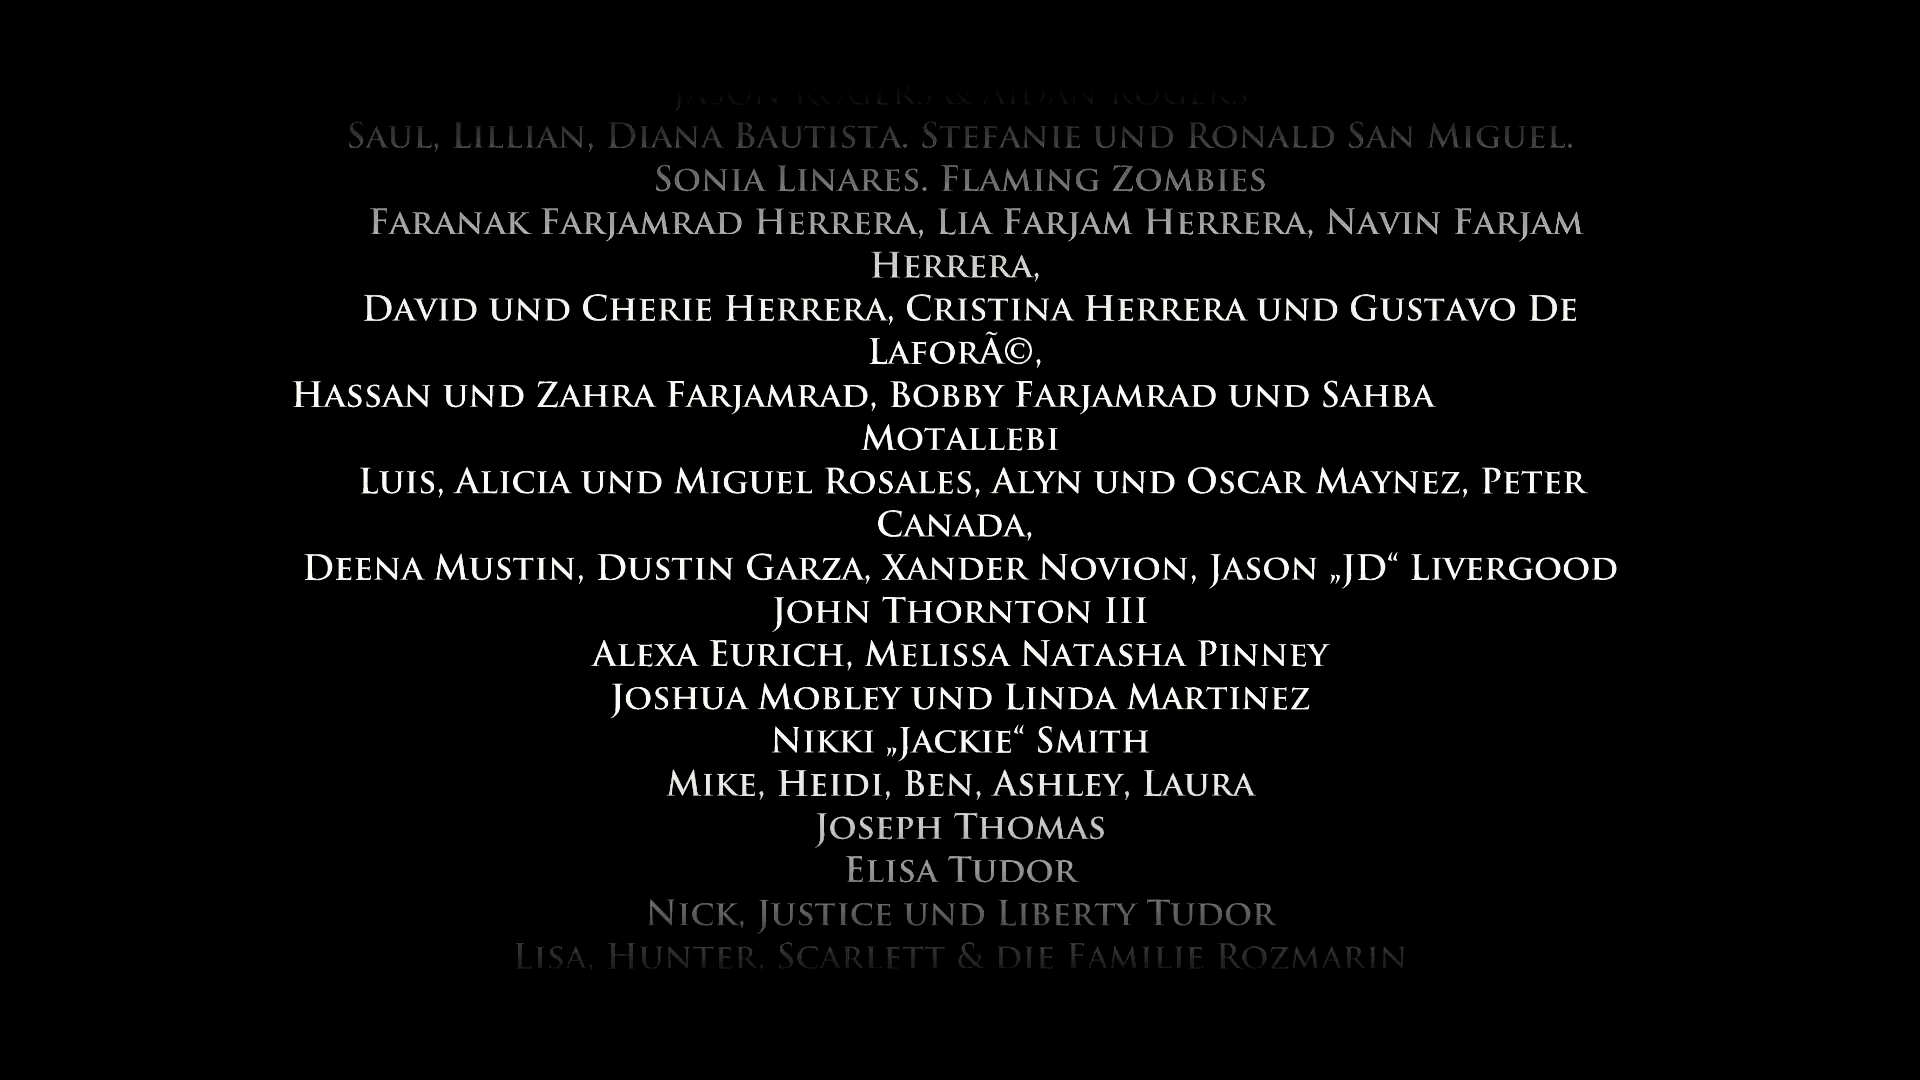 Jason Rogers & Aidan Rogers
Saul, Lillian, Diana Bautista. Stefanie und Ronald San Miguel.
Sonia Linares. Flaming Zombies
Faranak Farjamrad Herrera, Lia Farjam Herrera, Navin Farjam
Herrera,
David und Cherie Herrera, Cristina Herrera und Gustavo De
LaforÃ©,
Hassan und Zahra Farjamrad, Bobby Farjamrad und Sahba
Motallebi
Luis, Alicia und Miguel Rosales, Alyn und Oscar Maynez, Peter
Canada,
Deena Mustin, Dustin Garza, Xander Novion, Jason „JD“ Livergood
John Thornton III
Alexa Eurich, Melissa Natasha Pinney
Joshua Mobley und Linda Martinez
Nikki „Jackie“ Smith
Mike, Heidi, Ben, Ashley, Laura
Joseph Thomas
Elisa Tudor
Nick, Justice und Liberty Tudor
Lisa, Hunter, Scarlett & die Familie Rozmarin